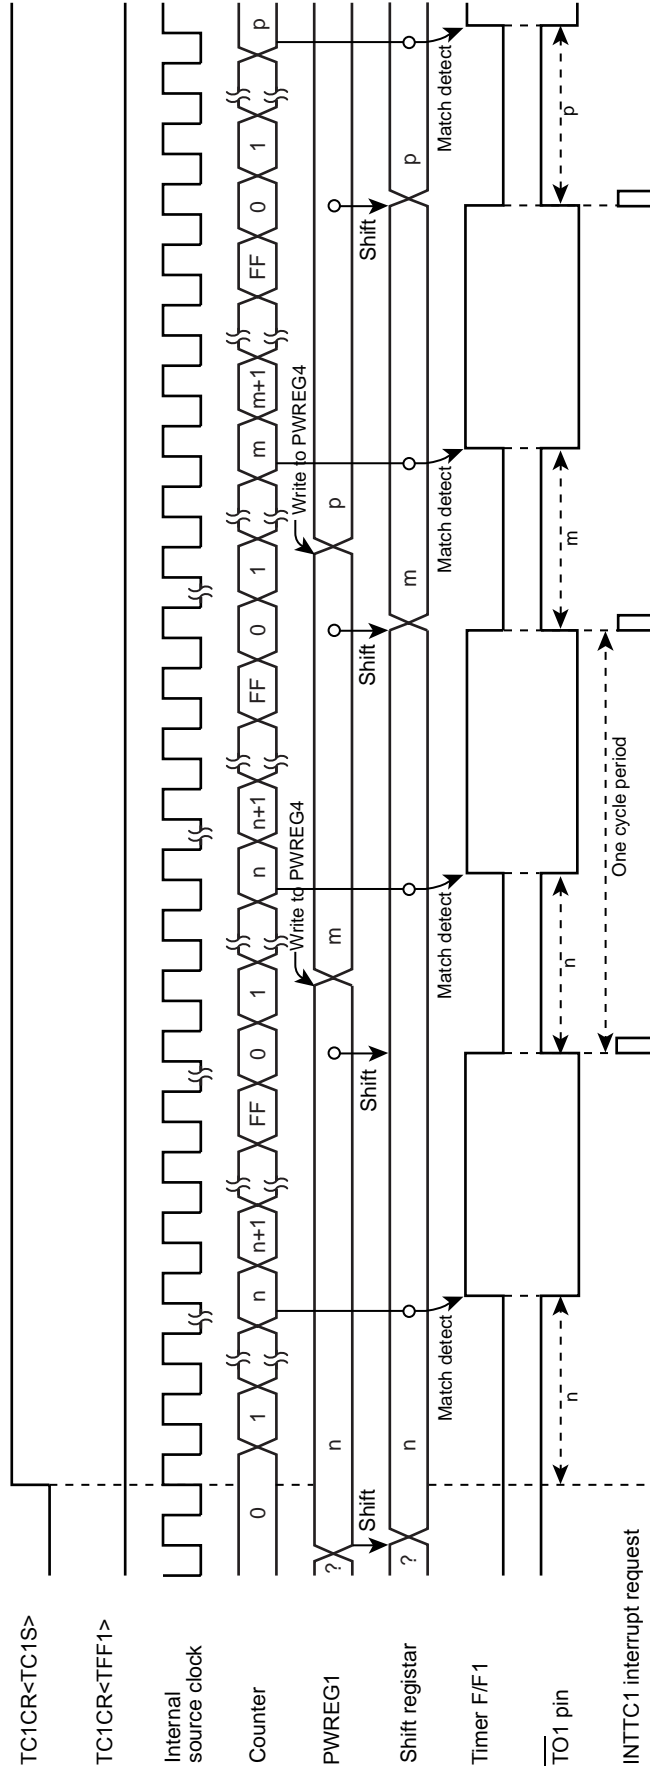 TC1CR<TC1S>
TC1CR<TFF1>
Internal
source clock
Counter
0
1
n
n+1
FF
0
1
n
n+1
FF
0
1
m
m+1
FF
0
1
p
Write to PWREG4
Write to PWREG4
PWREG1
?
n
m
p
Shift
Shift
Shift
Shift
Shift registar
?
n
m
p
Match detect
Match detect
Match detect
Match detect
Timer F/F1
TO1 pin
n
n
m
p
One cycle period
INTTC1 interrupt request